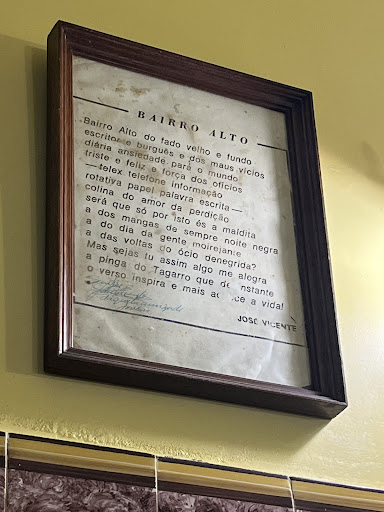 BAIRRO ALTO
Bairro Alto do fado velho e fundo
escritor e burguês e dos maus vícios
diária ansiedade para o mundo
triste e feliz e força dos ofícios
— telex telefone informação
rotativa papel palavra escrita —
colina do amor da perdição
será que só por isto és a maldita
a dos mangas de sempre noite negra
a do dia da gente moirejante
a das voltas do ócio denegrida?
Mas sejas tu assim algo me alegra
a pinga do Tagarro que de instante
o verso inspira e mais a vida!
JOSÉ VICENTE